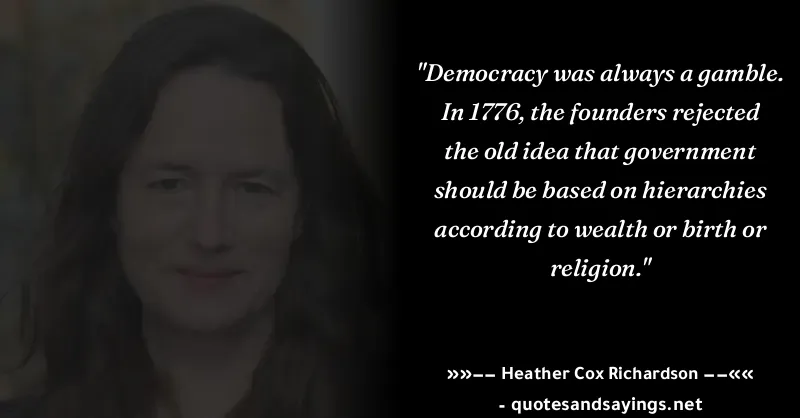 "Democracy was always a gamble.
In 1776, the founders rejected
the old idea that government
should be based on hierarchies
according to wealth or birth or
religion."
»»–– Heather Cox Richardson ––««
- quotesandsayings.net